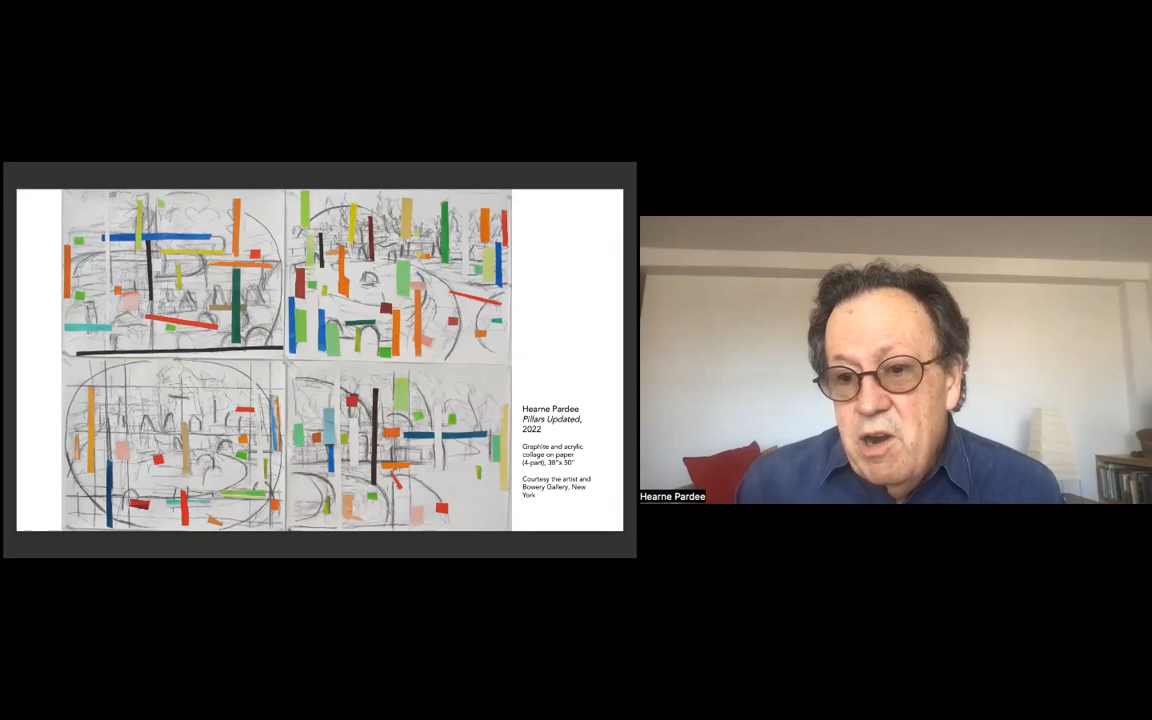 Hearne Pardee
Pillars Updated,
2022
Graphite and acrylic
collage on paper
(4-part), 38"x 50"
Courtesy the artist and
Bowery Gallery, New
York
Hearne Pardee